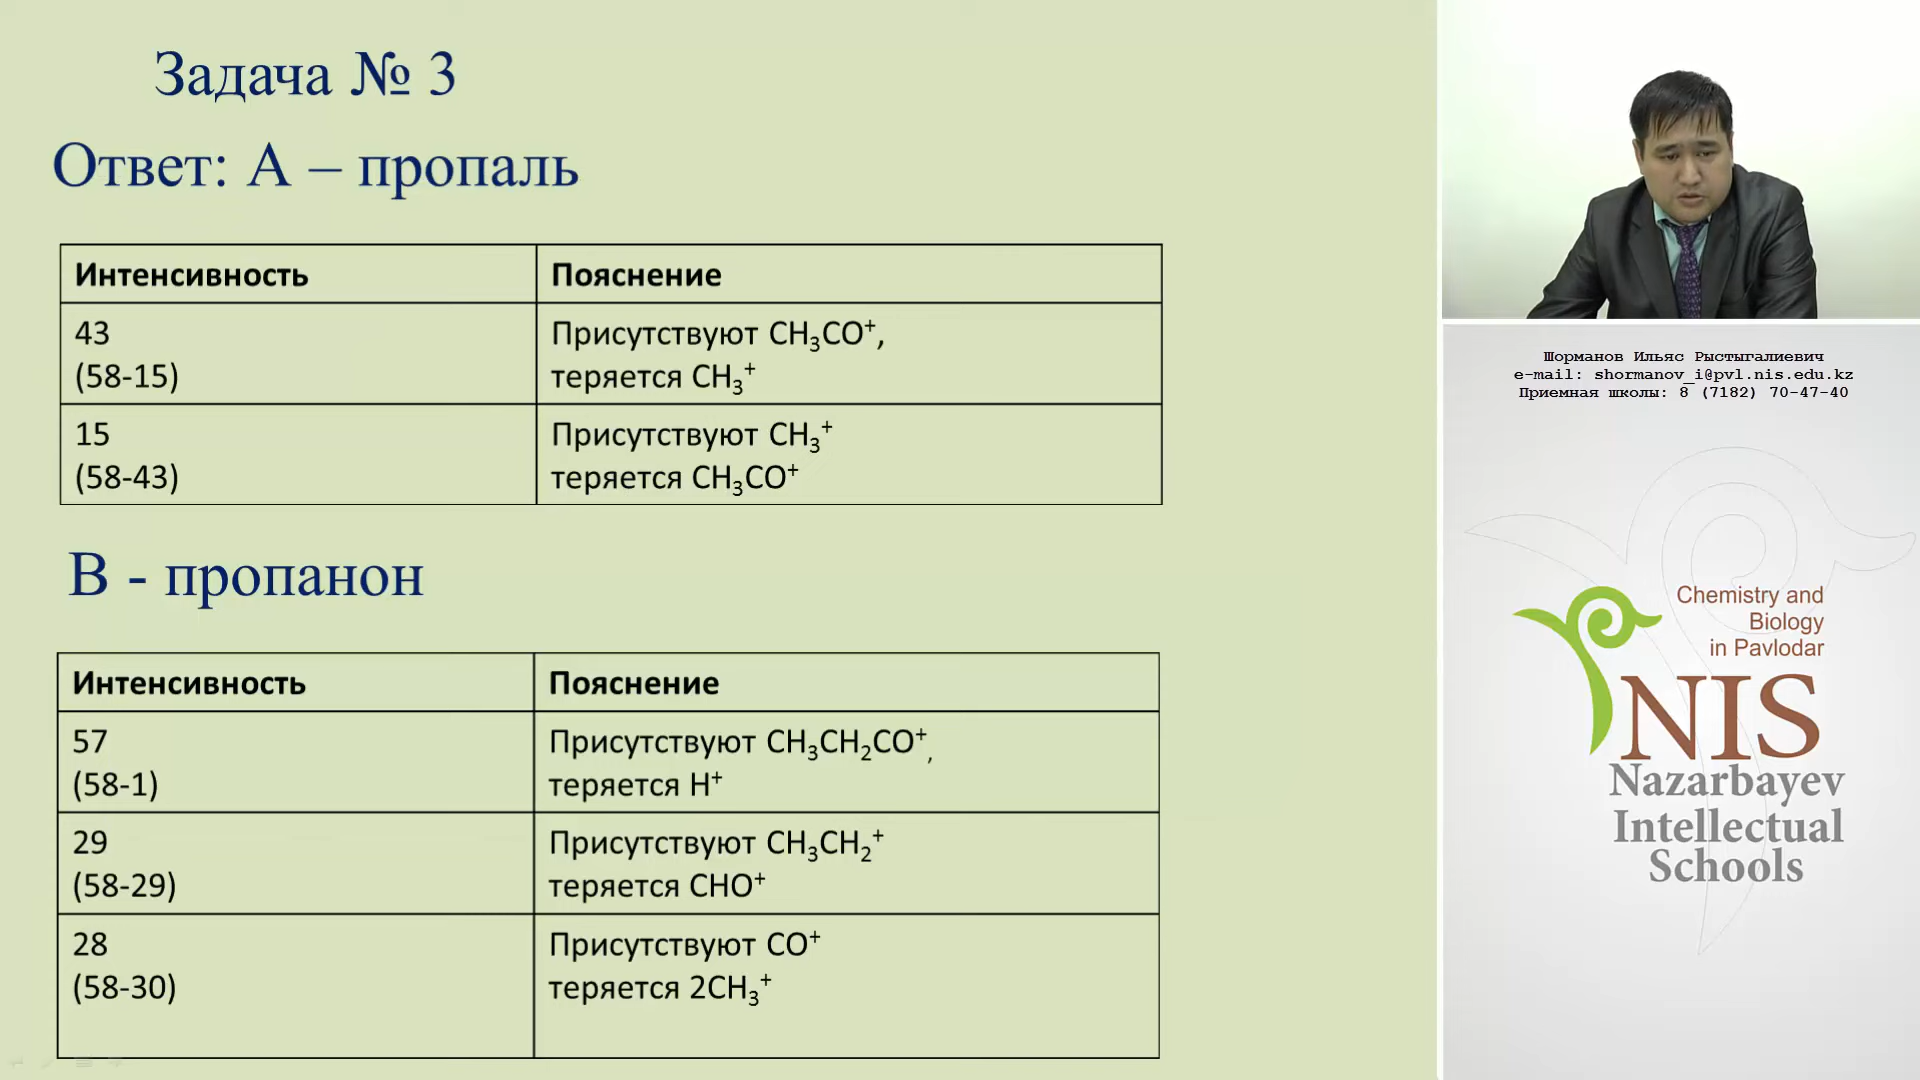 Задача № 3
Ответ: А – пропаль
Интенсивность Пояснение
43 Присутствуют CH₃CO⁺,
(58-15) теряется CH₃⁺
15 Присутствуют CH₃⁺
(58-43) теряется CH₃CO⁺
В - пропанон
Интенсивность Пояснение
57 Присутствуют CH₃CH₂CO⁺,
(58-1) теряется H⁺
29 Присутствуют CH₃CH₂⁺
(58-29) теряется CHO⁺
28 Присутствуют CO⁺
(58-30) теряется 2CH₃⁺
Шорманов Ильяс Рыстыгалиевич
e-mail: shormanov_i@pvl.nis.edu.kz
Приемная школы: 8 (7182) 70-47-40
Chemistry and
Biology
in Pavlodar
NIS
Nazarbayev
Intellectual
Schools